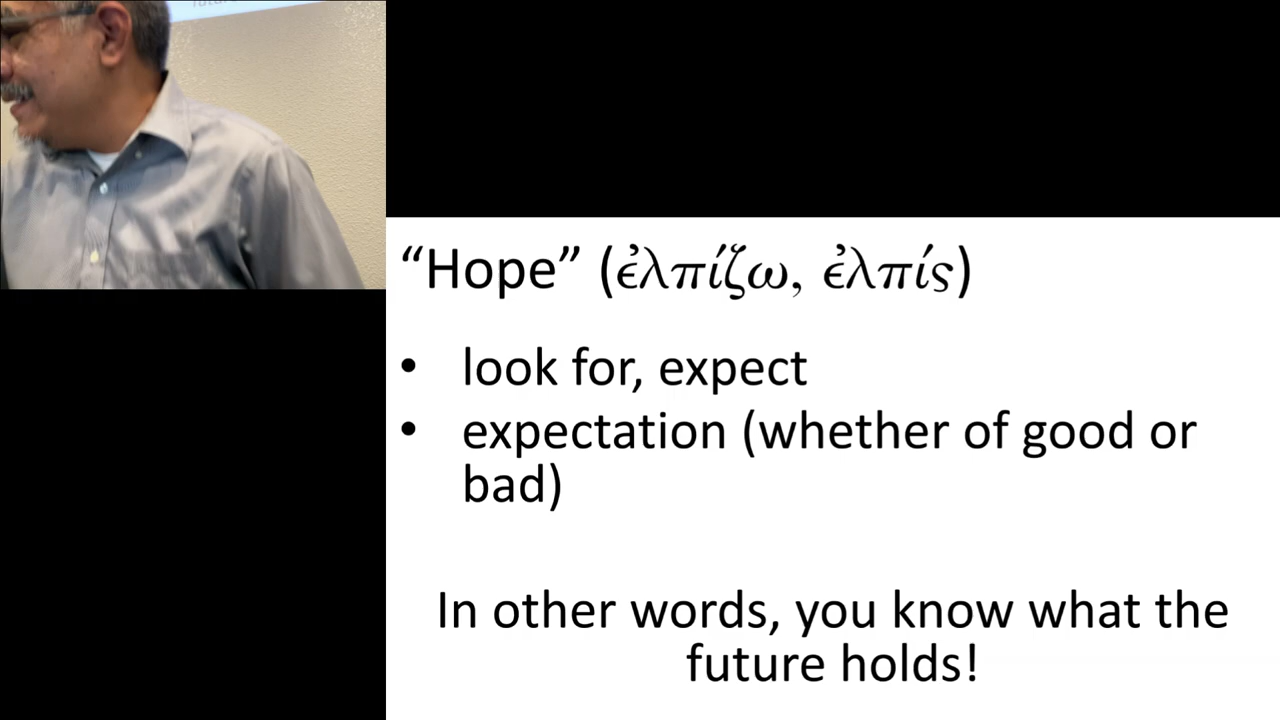 “Hope” (ἐλπίζω, ἐλπίς)
• look for, expect
• expectation (whether of good or
bad)
In other words, you know what the
future holds!